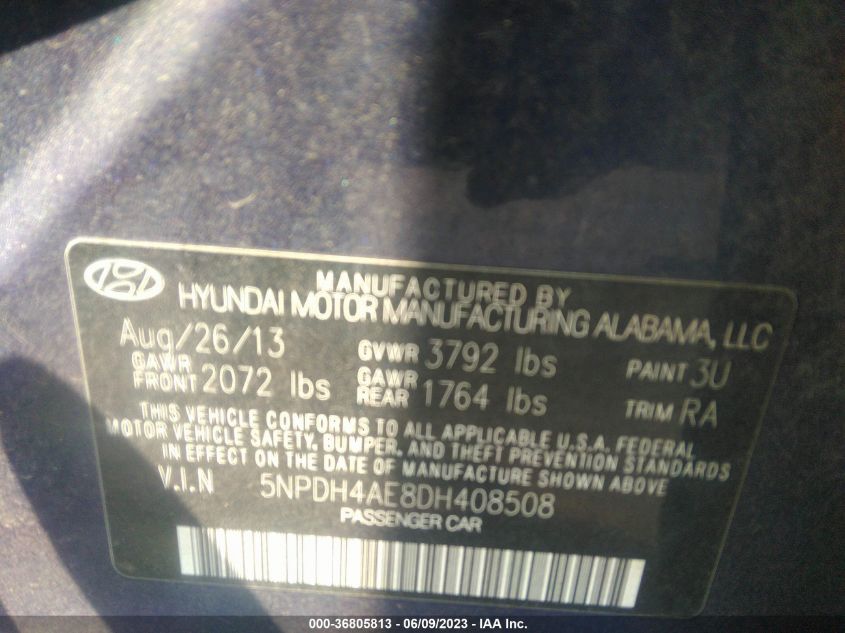 MANUFACTURED BY
HYUNDAI MOTOR MANUFACTURING ALABAMA, LLC
Aug/26/13 GVWR 3792 lbs PAINT 3U
GAWR FRONT 2072 lbs GAWR REAR 1764 lbs TRIM RA
THIS VEHICLE CONFORMS TO ALL APPLICABLE U.S.A. FEDERAL
MOTOR VEHICLE SAFETY, BUMPER, AND THEFT PREVENTION STANDARDS
IN EFFECT ON THE DATE OF MANUFACTURE SHOWN ABOVE
V.I.N 5NPDH4AE8DH408508
PASSENGER CAR
000-36805813 - 06/09/2023 - IAA Inc.